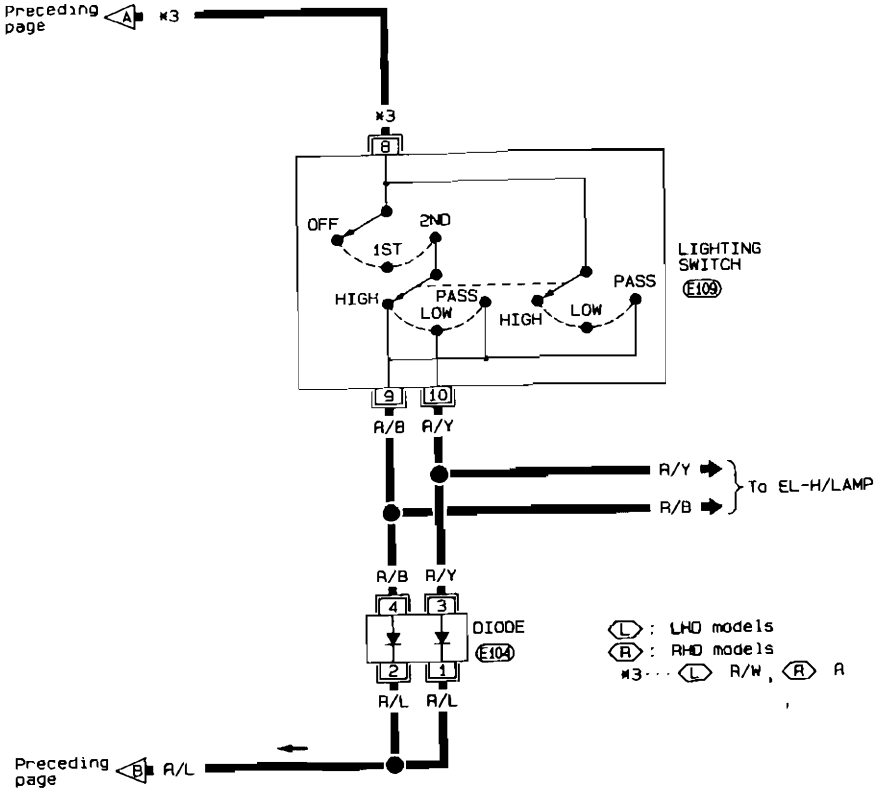 Preceding
page
A *3
*3
8
OFF
1ST
2ND
HIGH
LOW
PASS
HIGH
LOW
PASS
LIGHTING
SWITCH
E109
9 10
R/B R/Y
R/Y
R/B
To EL-H/LAMP
R/B R/Y
4 3
DIODE
E104
2 1
R/L R/L
L : LHD models
R : RHD models
*3··· L R/W, R R
Preceding
page
B R/L